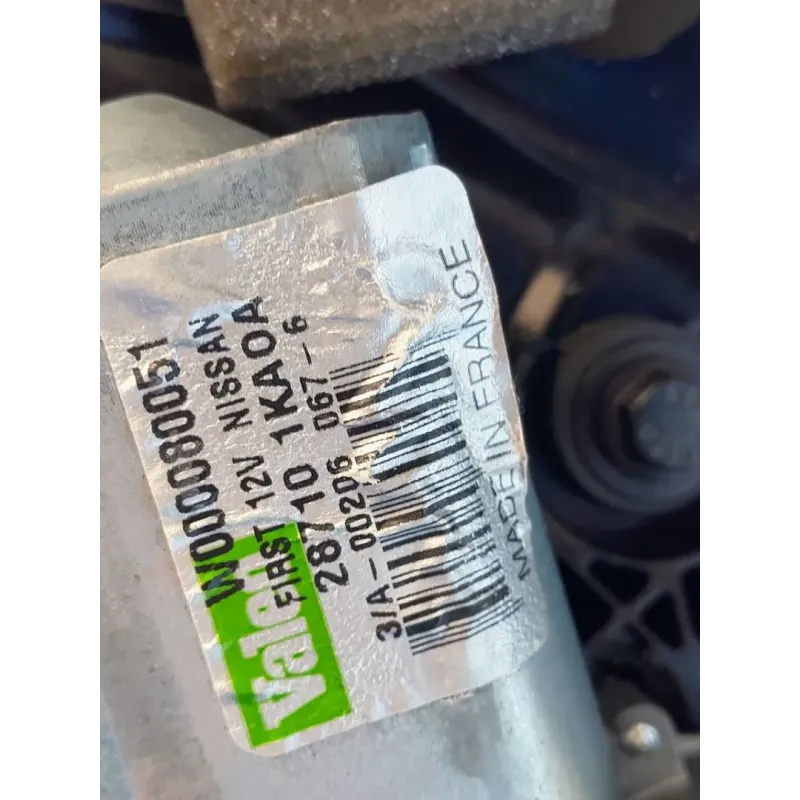 Valeo
W000080051
FIRST 12V NISSAN
28710 1KA0A
3/A-00206 067-6
MADE IN FRANCE